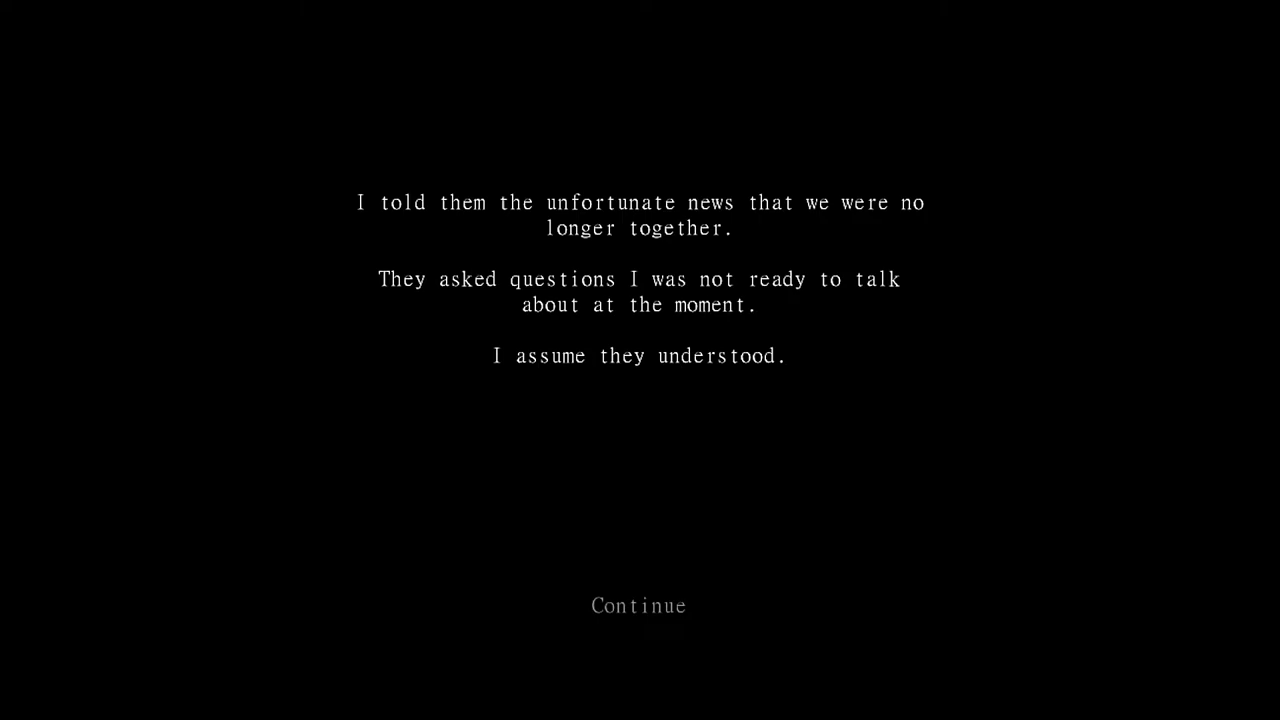 I told them the unfortunate news that we were no
longer together.
They asked questions I was not ready to talk
about at the moment.
I assume they understood.
Continue